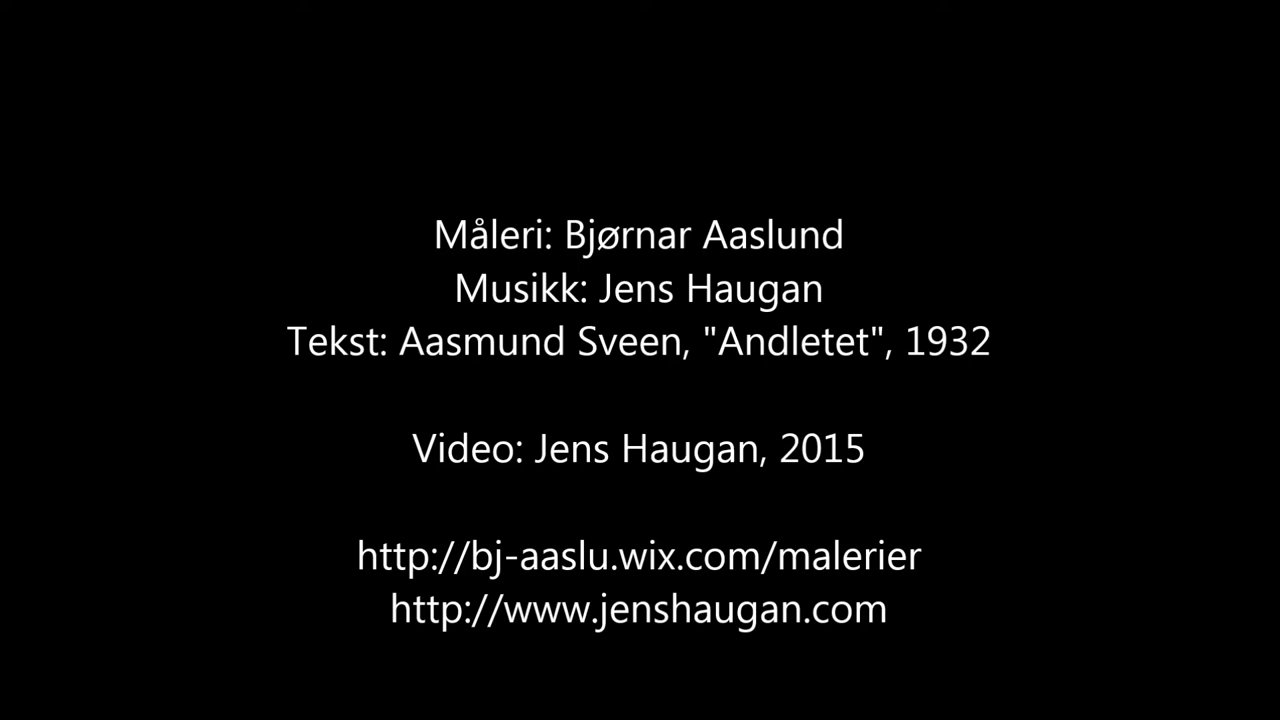 Måleri: Bjørnar Aaslund
Musikk: Jens Haugan
Tekst: Aasmund Sveen, "Andletet", 1932
Video: Jens Haugan, 2015
http://bj-aaslu.wix.com/malerier
http://www.jenshaugan.com